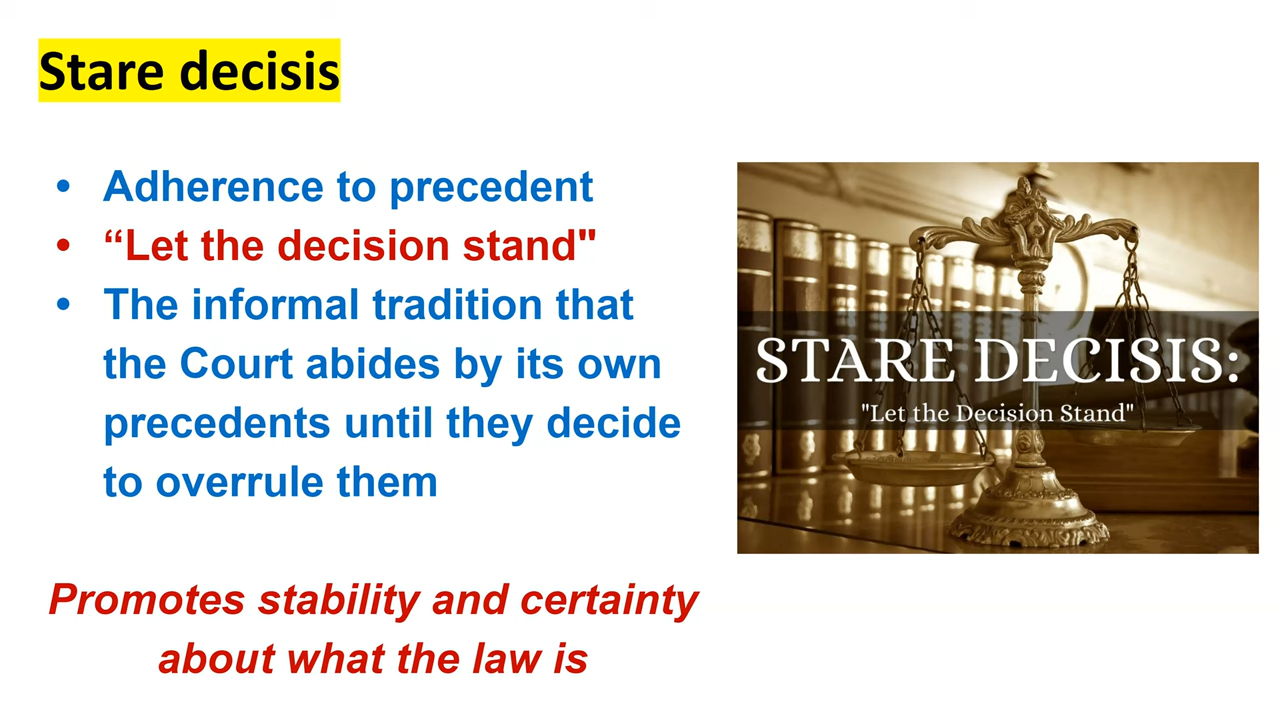 Stare decisis
• Adherence to precedent
• “Let the decision stand"
• The informal tradition that
the Court abides by its own
precedents until they decide
to overrule them
Promotes stability and certainty
about what the law is
STARE DECISIS:
"Let the Decision Stand"